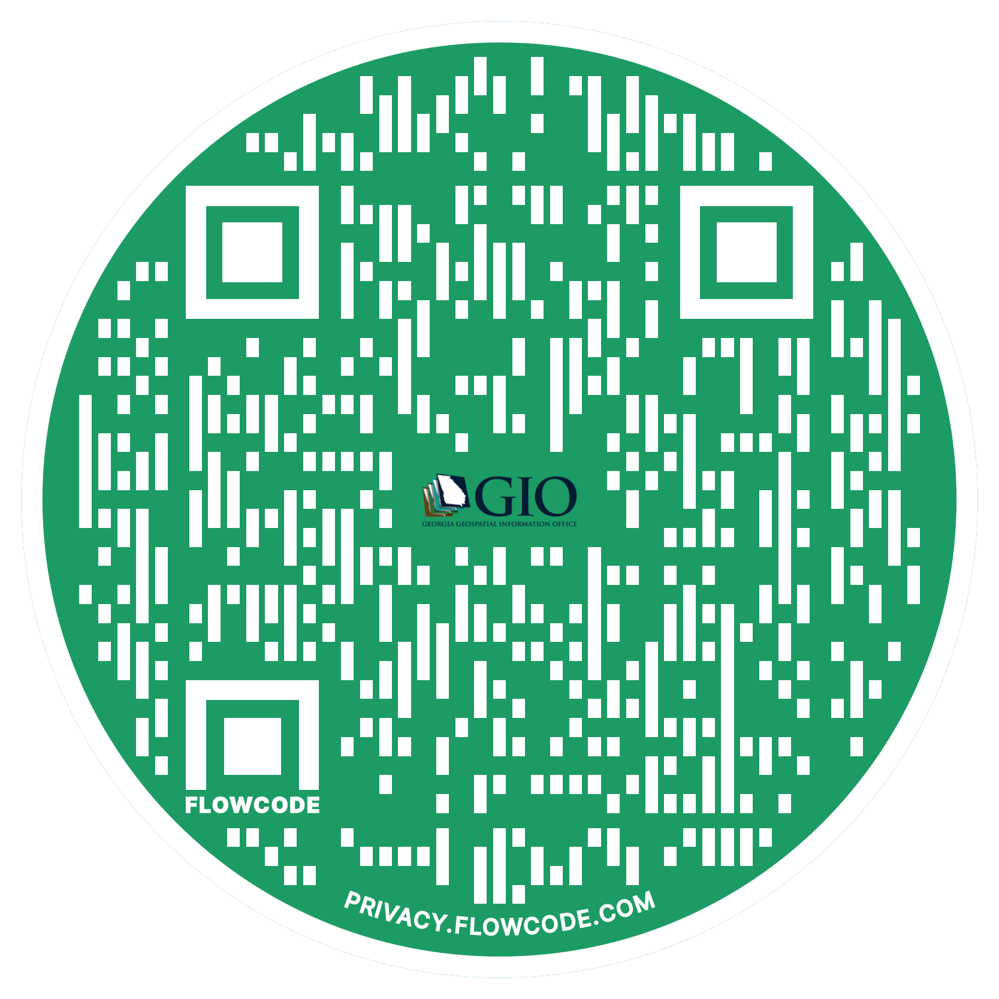 GIO
GEORGIA GEOSPATIAL INFORMATION OFFICE
FLOWCODE
PRIVACY.FLOWCODE.COM